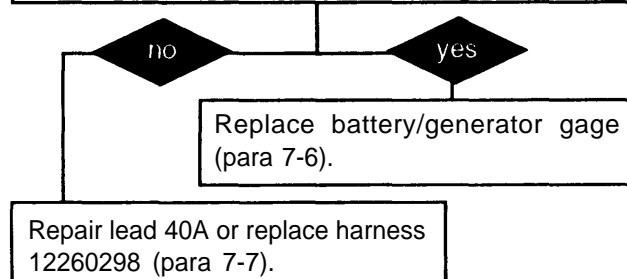 no
yes
Replace battery/generator gage
(para 7-6).
Repair lead 40A or replace harness
12260298 (para 7-7).